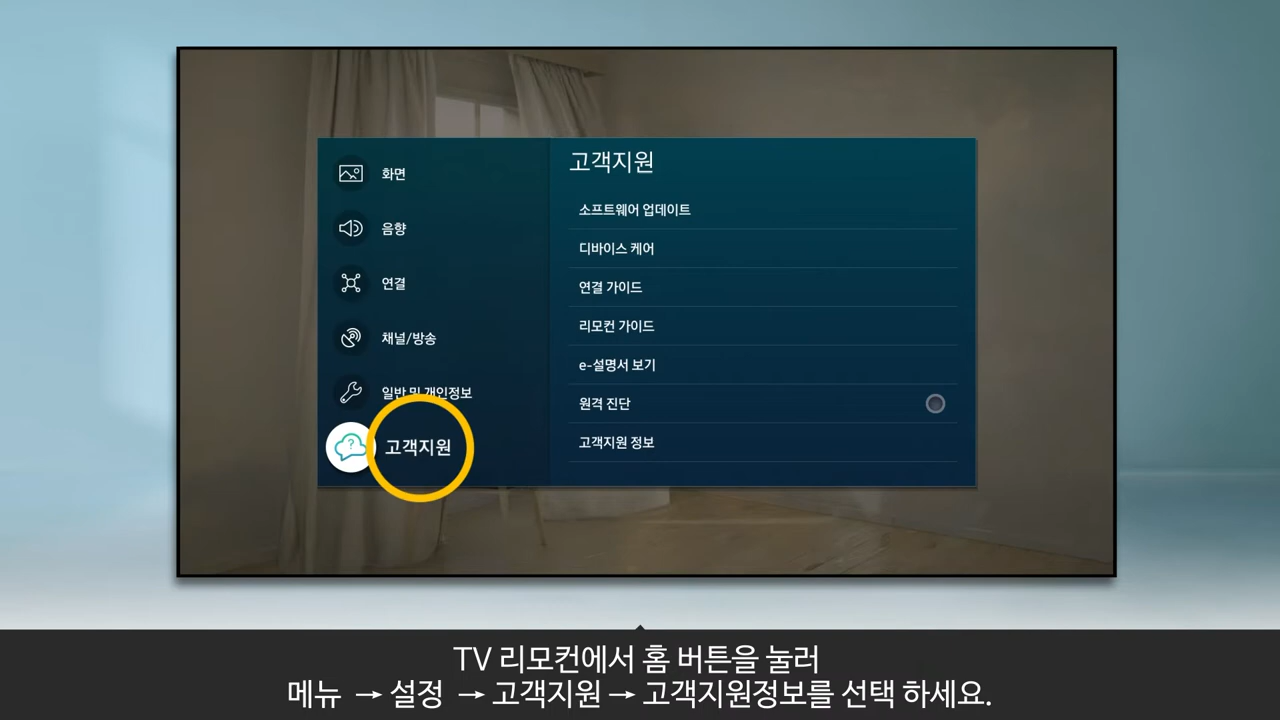 화면
음향
연결
채널/방송
일반 및 개인정보
고객지원
고객지원
소프트웨어 업데이트
디바이스 케어
연결 가이드
리모컨 가이드
e-설명서 보기
원격 진단
고객지원 정보
TV 리모컨에서 홈 버튼을 눌러
메뉴 → 설정 → 고객지원 → 고객지원정보를 선택 하세요.